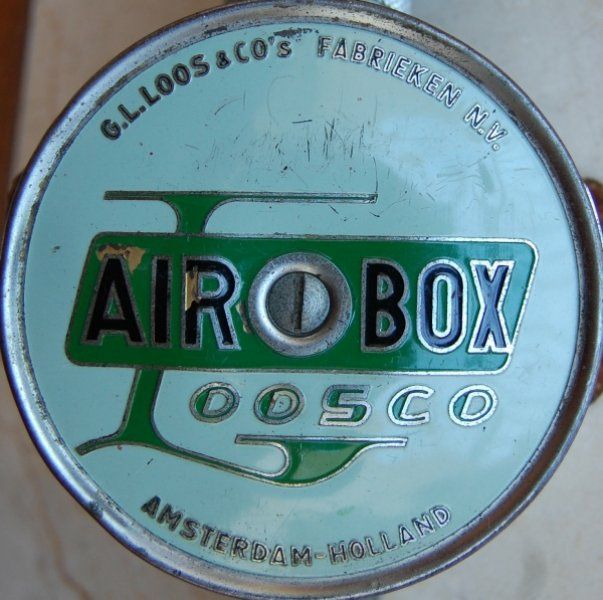 G.L.LOOS & CO'S FABRIEKEN N.V.
AIR BOX
LOOSCO
AMSTERDAM-HOLLAND